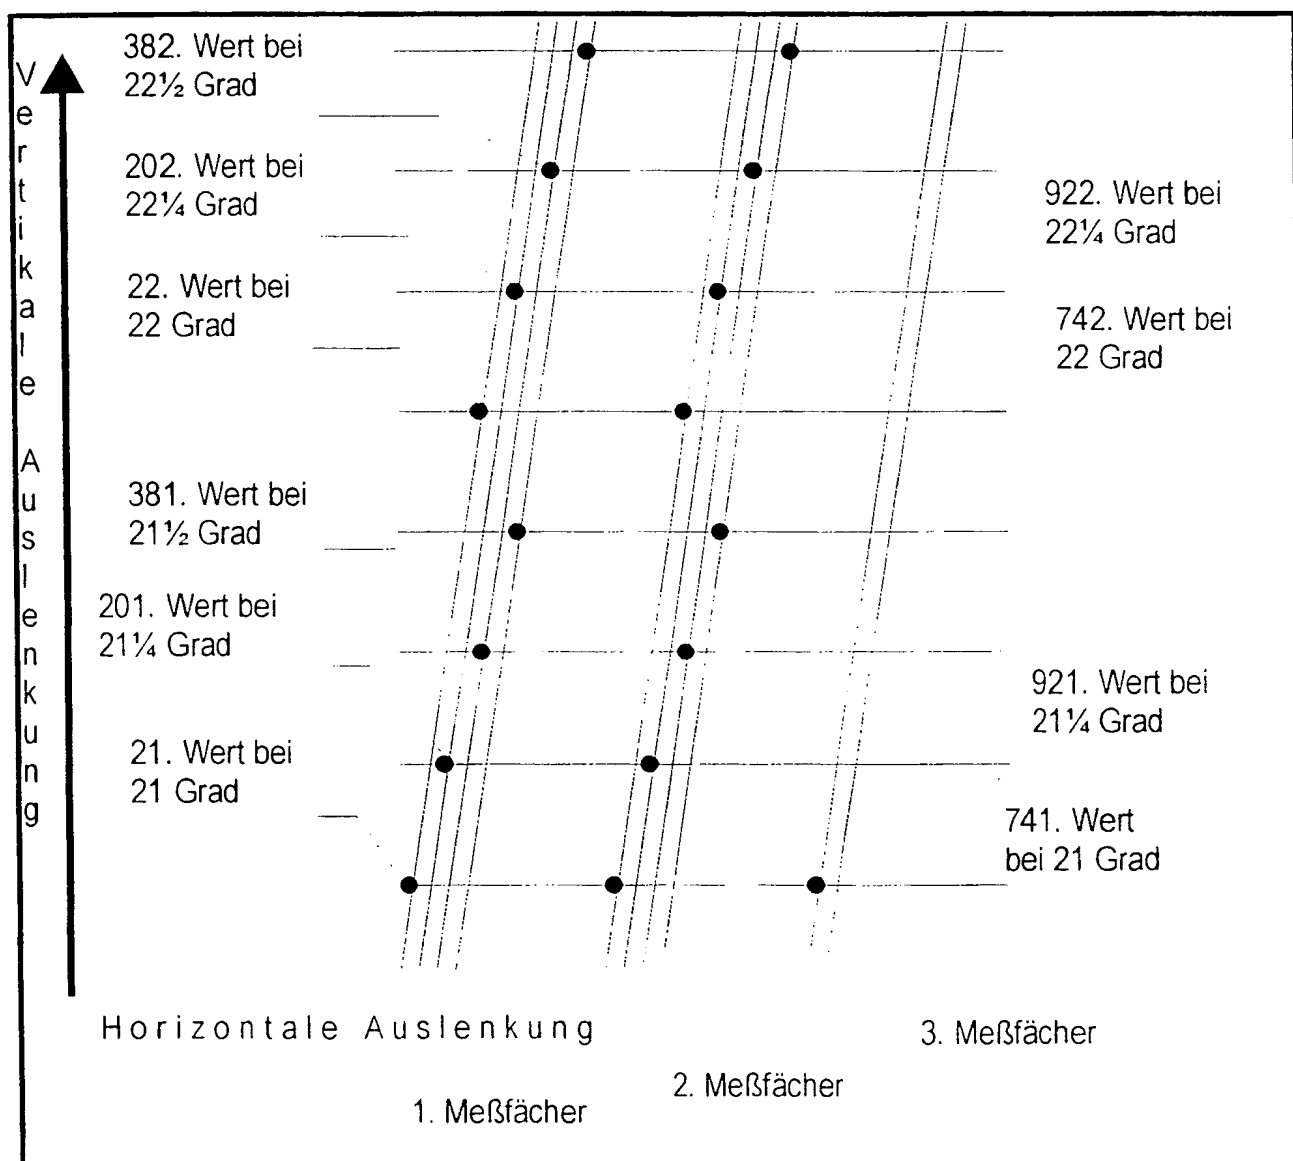 Vertikale Auslenkung
382. Wert bei
22½ Grad
202. Wert bei
22¼ Grad
22. Wert bei
22 Grad
381. Wert bei
21½ Grad
201. Wert bei
21¼ Grad
21. Wert bei
21 Grad
922. Wert bei
22¼ Grad
742. Wert bei
22 Grad
921. Wert bei
21¼ Grad
741. Wert
bei 21 Grad
Horizontale Auslenkung
3. Meßfächer
2. Meßfächer
1. Meßfächer